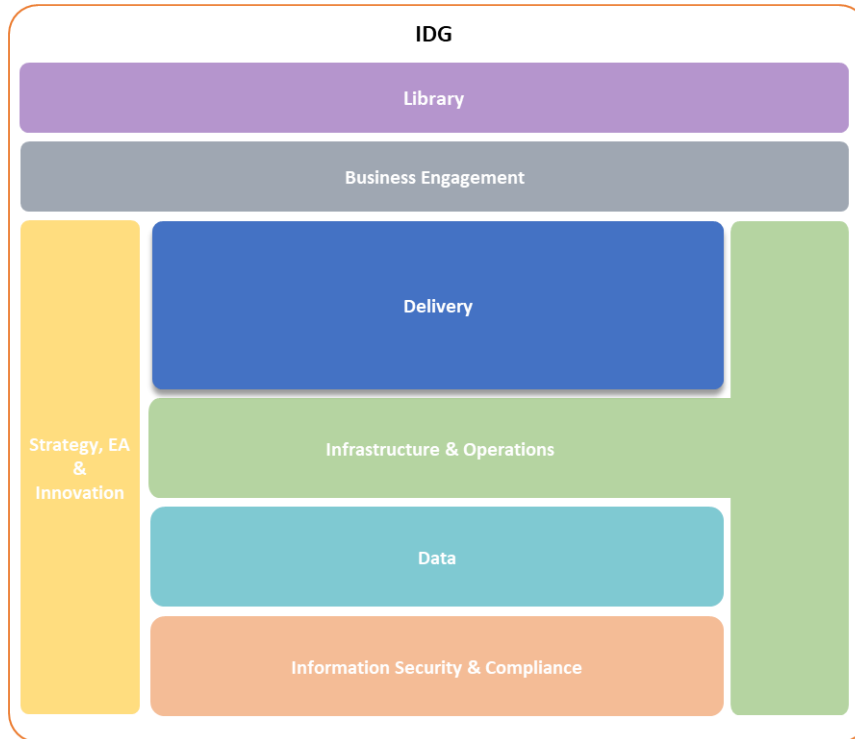 IDG
Library
Business Engagement
Delivery
Strategy, EA
&
Innovation
Infrastructure & Operations
Data
Information Security & Compliance